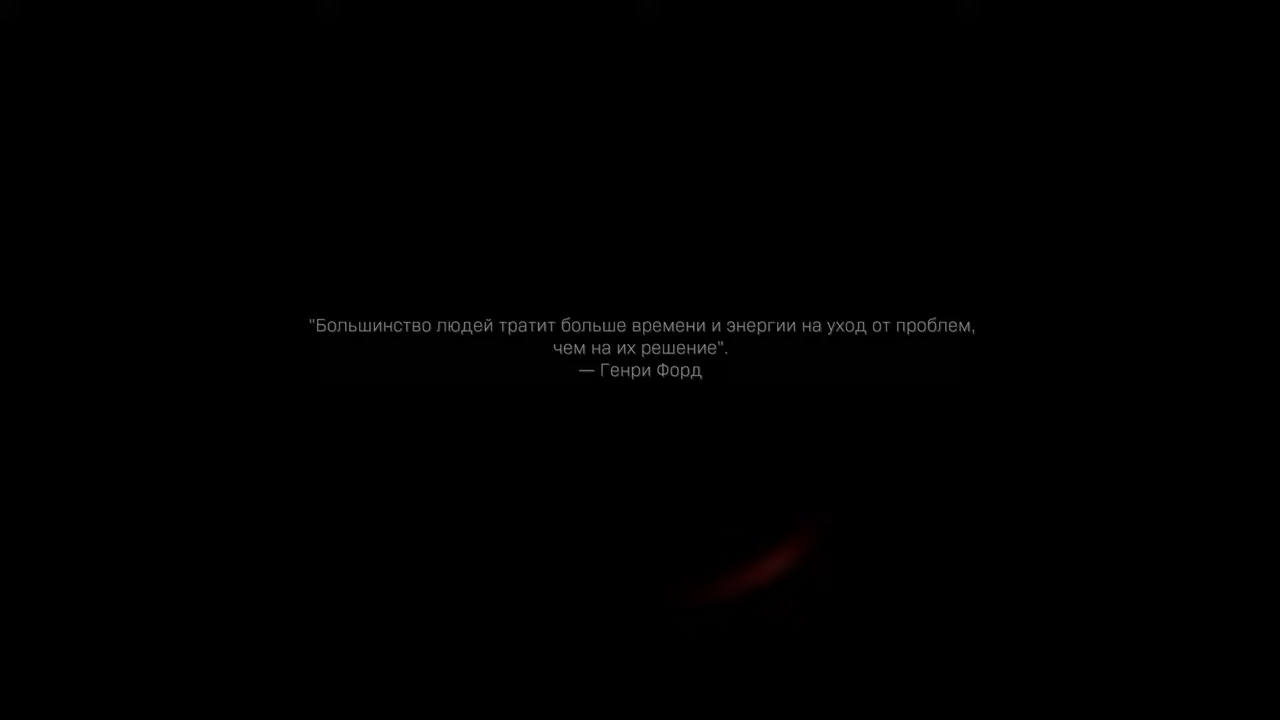 "Большинство людей тратит больше времени и энергии на уход от проблем,
чем на их решение".
— Генри Форд